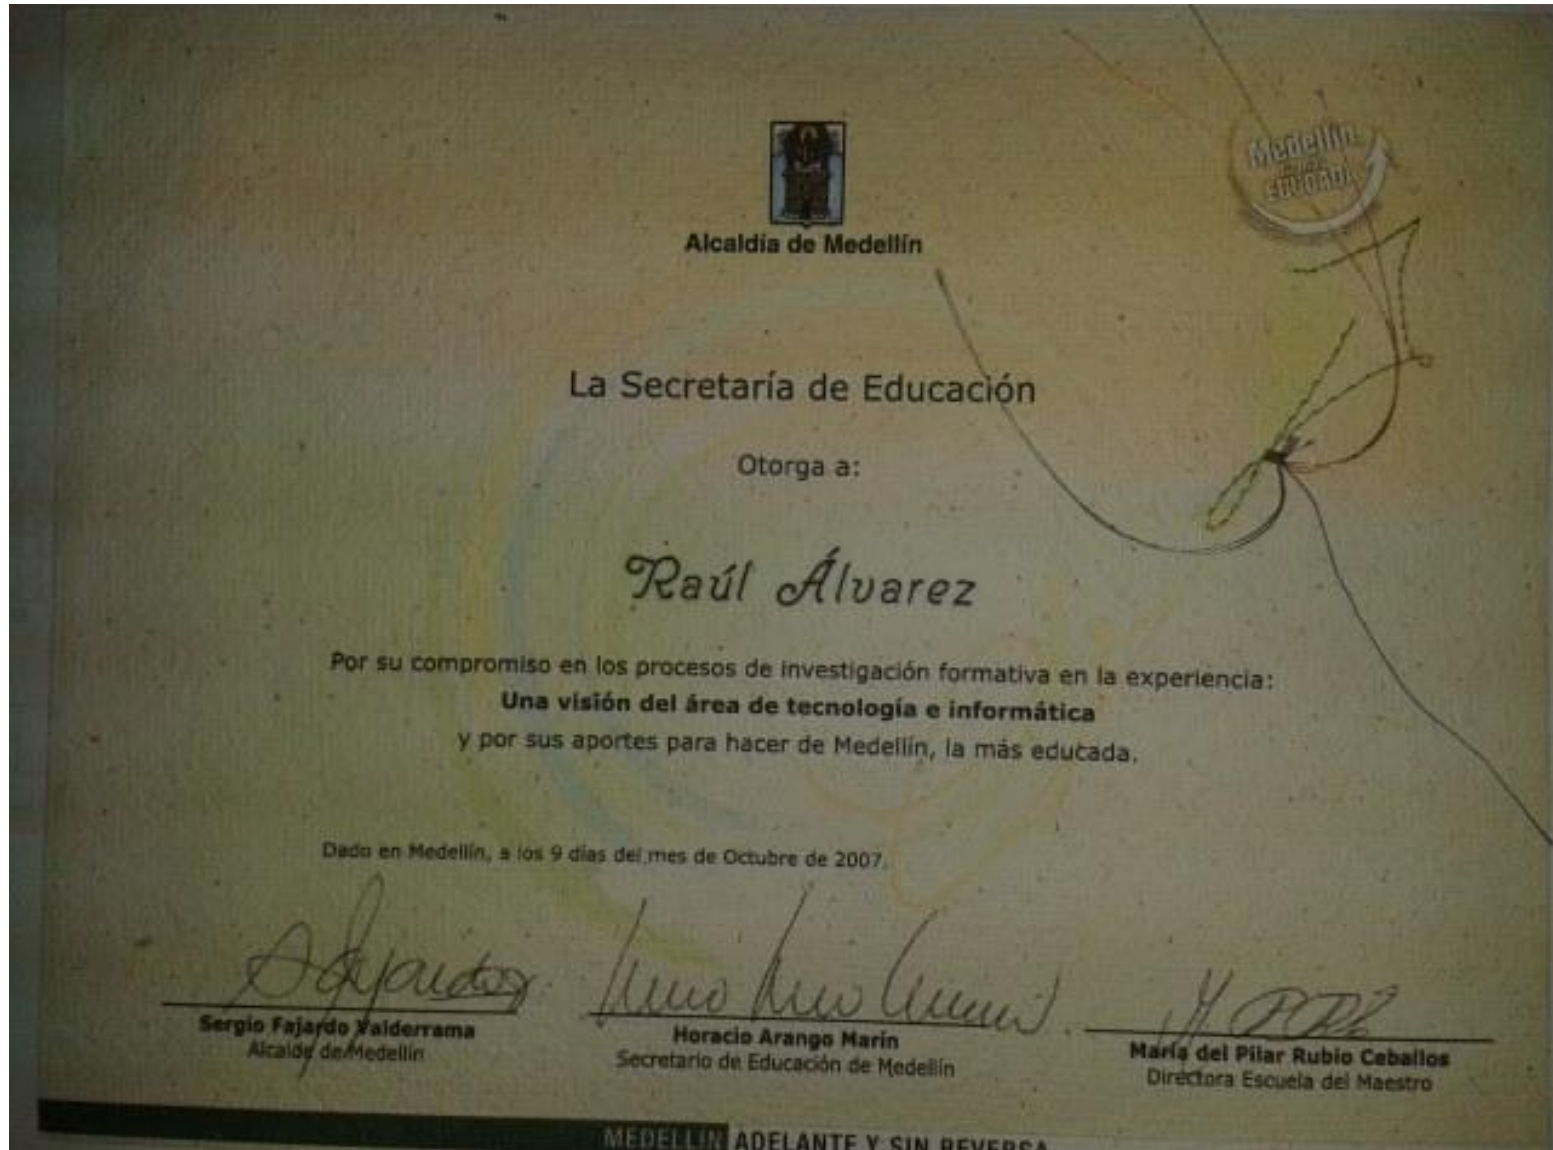 Medellín
la más
EDUCADA
Alcaldía de Medellín
La Secretaría de Educación
Otorga a:
Raúl Álvarez
Por su compromiso en los procesos de investigación formativa en la experiencia:
Una visión del área de tecnología e informática
y por sus aportes para hacer de Medellín, la más educada.
Dado en Medellín, a los 9 días del mes de Octubre de 2007.
Sergio Fajardo Valderrama
Alcalde de Medellín
Horacio Arango Marín
Secretario de Educación de Medellín
María del Pilar Rubio Ceballos
Directora Escuela del Maestro
MEDELLIN ADELANTE Y SIN REVERSA